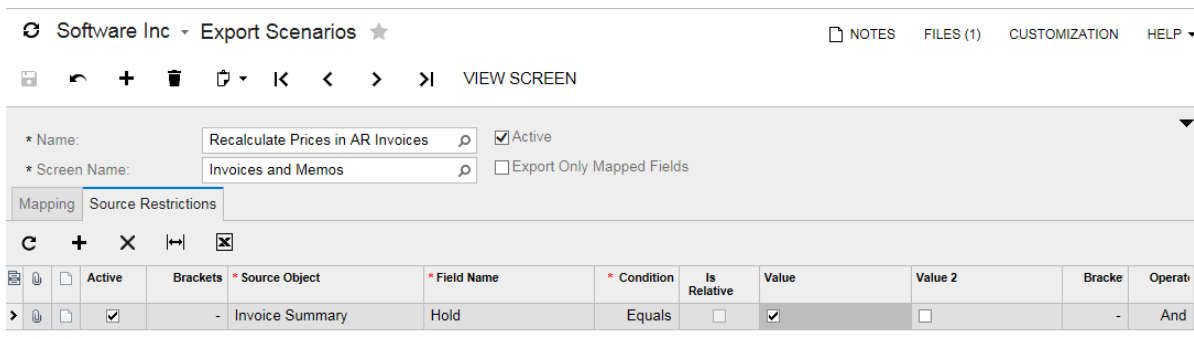 Software Inc Export Scenarios NOTES FILES (1) CUSTOMIZATION HELP
VIEW SCREEN
* Name: Recalculate Prices in AR Invoices Active
* Screen Name: Invoices and Memos Export Only Mapped Fields
Mapping Source Restrictions
Active Brackets * Source Object * Field Name * Condition Is Relative Value Value 2 Bracke Operato
- Invoice Summary Hold Equals - And